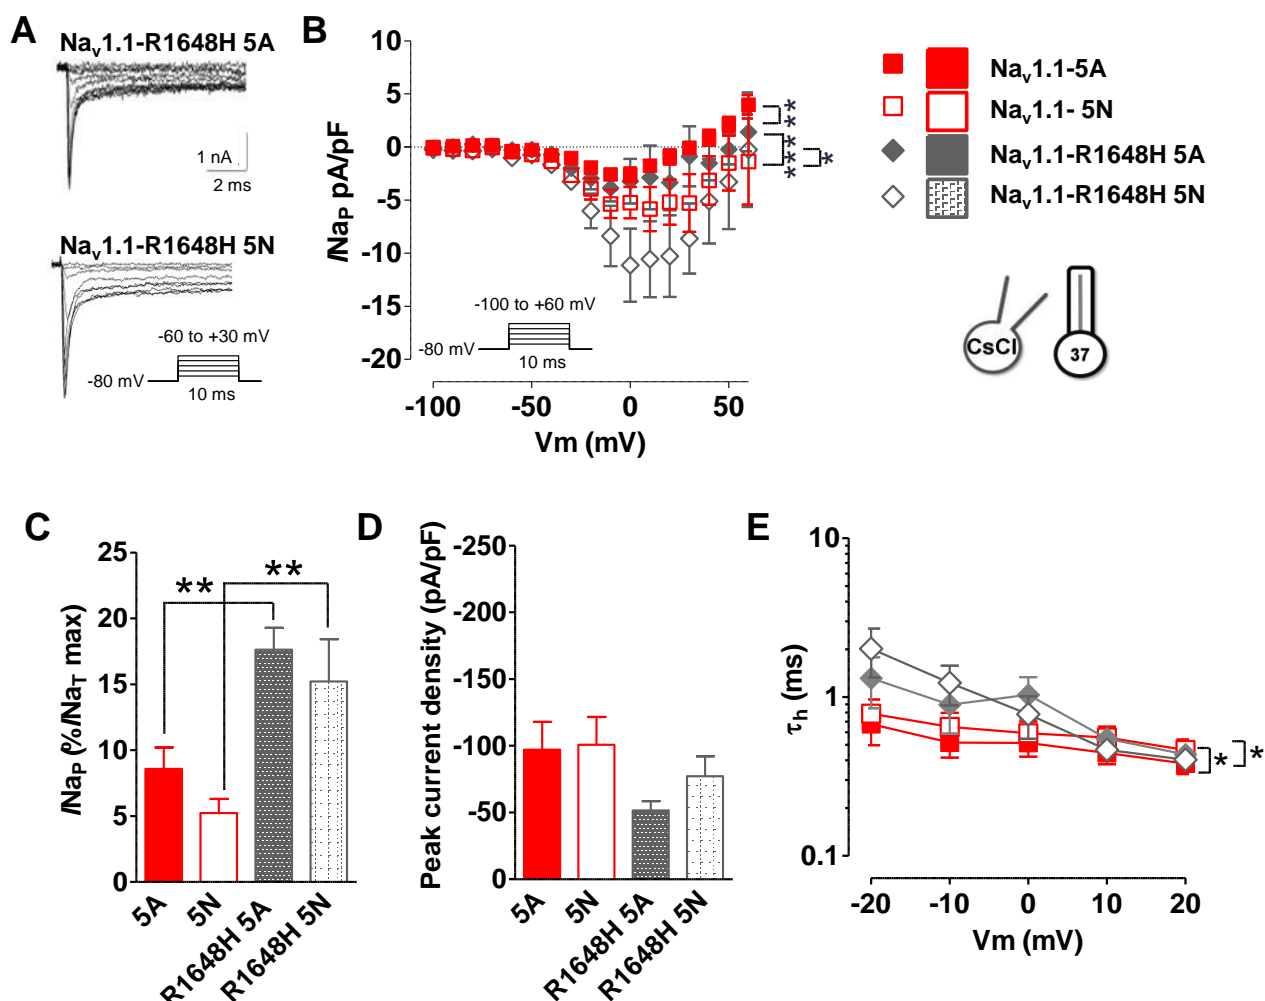 A
Nav1.1-R1648H 5A
1 nA
2 ms
Nav1.1-R1648H 5N
-60 to +30 mV
-80 mV
10 ms
B
10
5
0
-5
-10
-15
-20
INaP pA/pF
-100 to +60 mV
-80 mV
10 ms
-100
-50
0
50
Vm (mV)
**
***
*
Nav1.1-5A
Nav1.1- 5N
Nav1.1-R1648H 5A
Nav1.1-R1648H 5N
CsCl
37
C
INaP (%INaT max)
25
20
15
10
5
0
**
**
5A
5N
R1648H 5A
R1648H 5N
D
Peak current density (pA/pF)
-250
-200
-150
-100
-50
0
5A
5N
R1648H 5A
R1648H 5N
E
τh (ms)
10
1
0.1
*
*
-20
-10
0
10
20
Vm (mV)